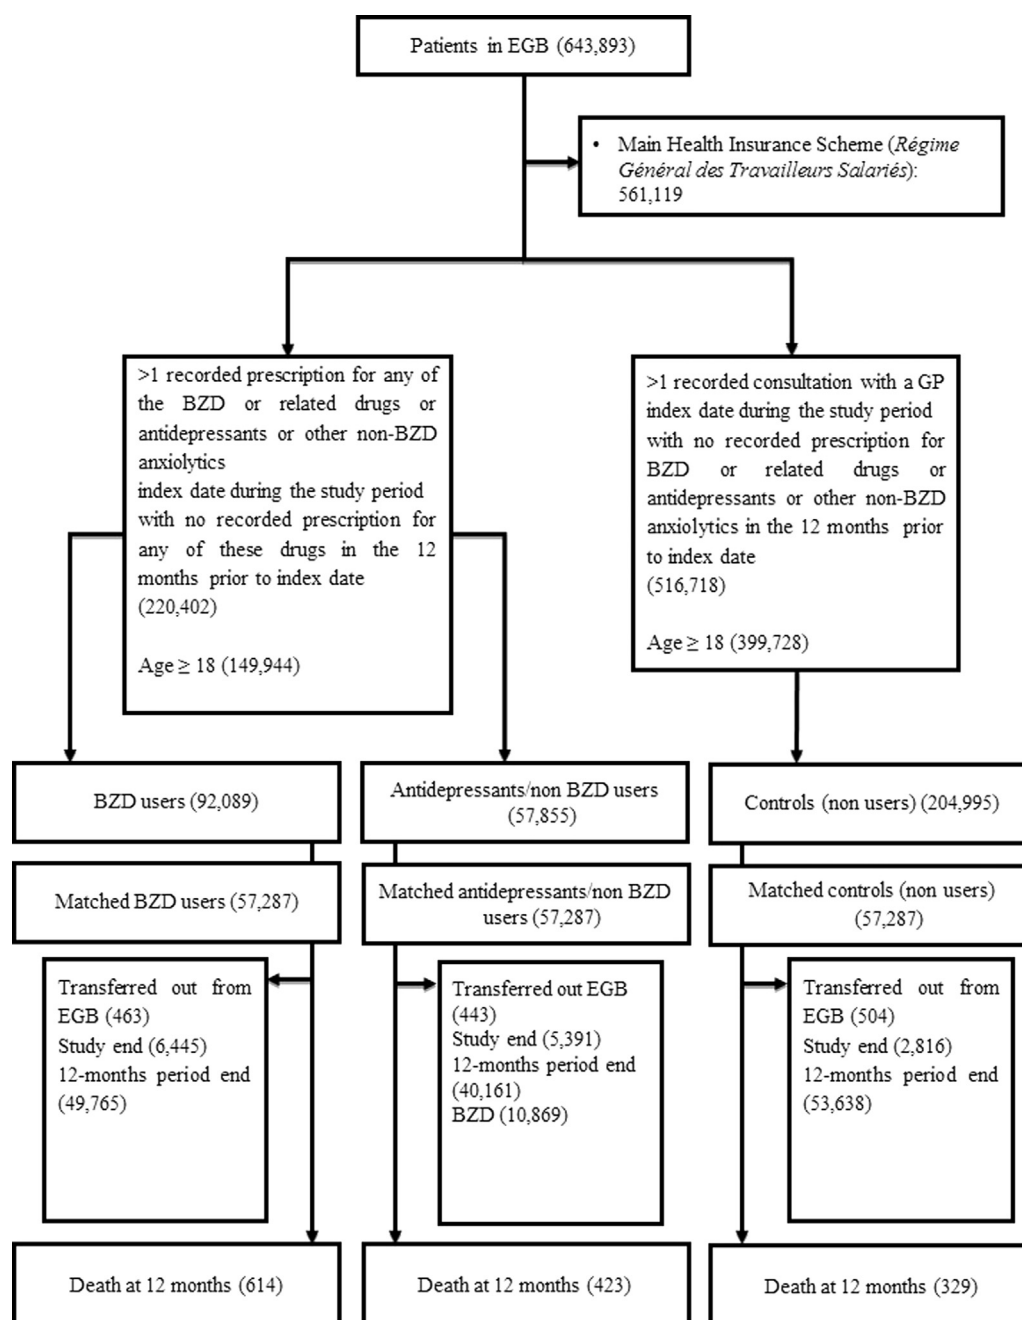 Patients in EGB (643,893)
• Main Health Insurance Scheme (Régime
Général des Travailleurs Salariés):
561,119
>1 recorded prescription for any of
the BZD or related drugs or
antidepressants or other non-BZD
anxiolytics
index date during the study period
with no recorded prescription for
any of these drugs in the 12
months prior to index date
(220,402)
Age ≥ 18 (149,944)
>1 recorded consultation with a GP
index date during the study period
with no recorded prescription for
BZD or related drugs or
antidepressants or other non-BZD
anxiolytics in the 12 months prior
to index date
(516,718)
Age ≥ 18 (399,728)
BZD users (92,089)
Antidepressants/non BZD users
(57,855)
Controls (non users) (204,995)
Matched BZD users (57,287)
Matched antidepressants/non BZD
users (57,287)
Matched controls (non users)
(57,287)
Transferred out from
EGB (463)
Study end (6,445)
12-months period end
(49,765)
Transferred out EGB
(443)
Study end (5,391)
12-months period end
(40,161)
BZD (10,869)
Transferred out from
EGB (504)
Study end (2,816)
12-months period end
(53,638)
Death at 12 months (614)
Death at 12 months (423)
Death at 12 months (329)